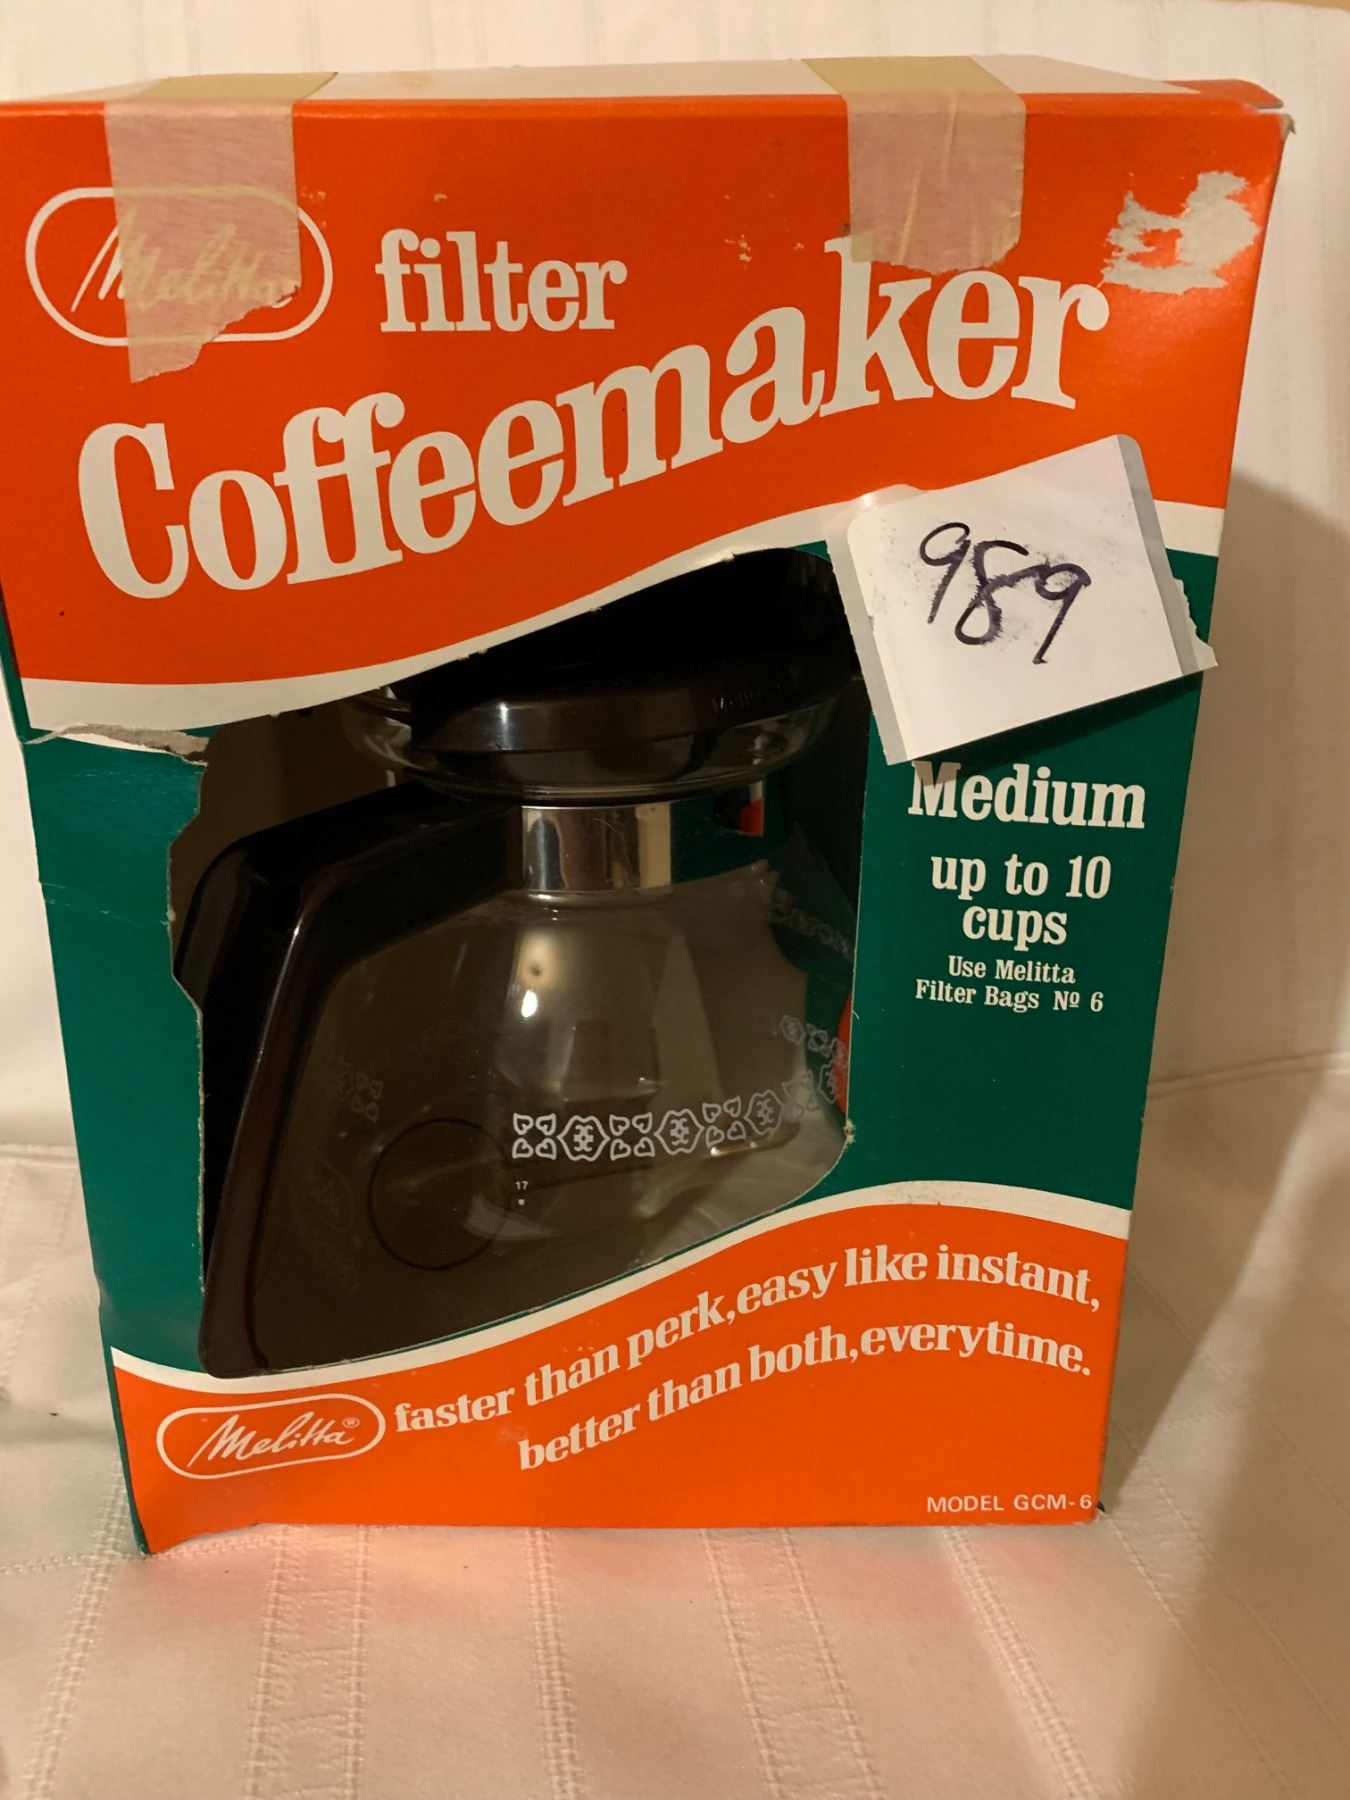 Melitta
filter
Coffeemaker
989
Medium
up to 10
cups
Use Melitta
Filter Bags Nº 6
17
faster than perk, easy like instant,
better than both, everytime.
Melitta®
MODEL GCM-6